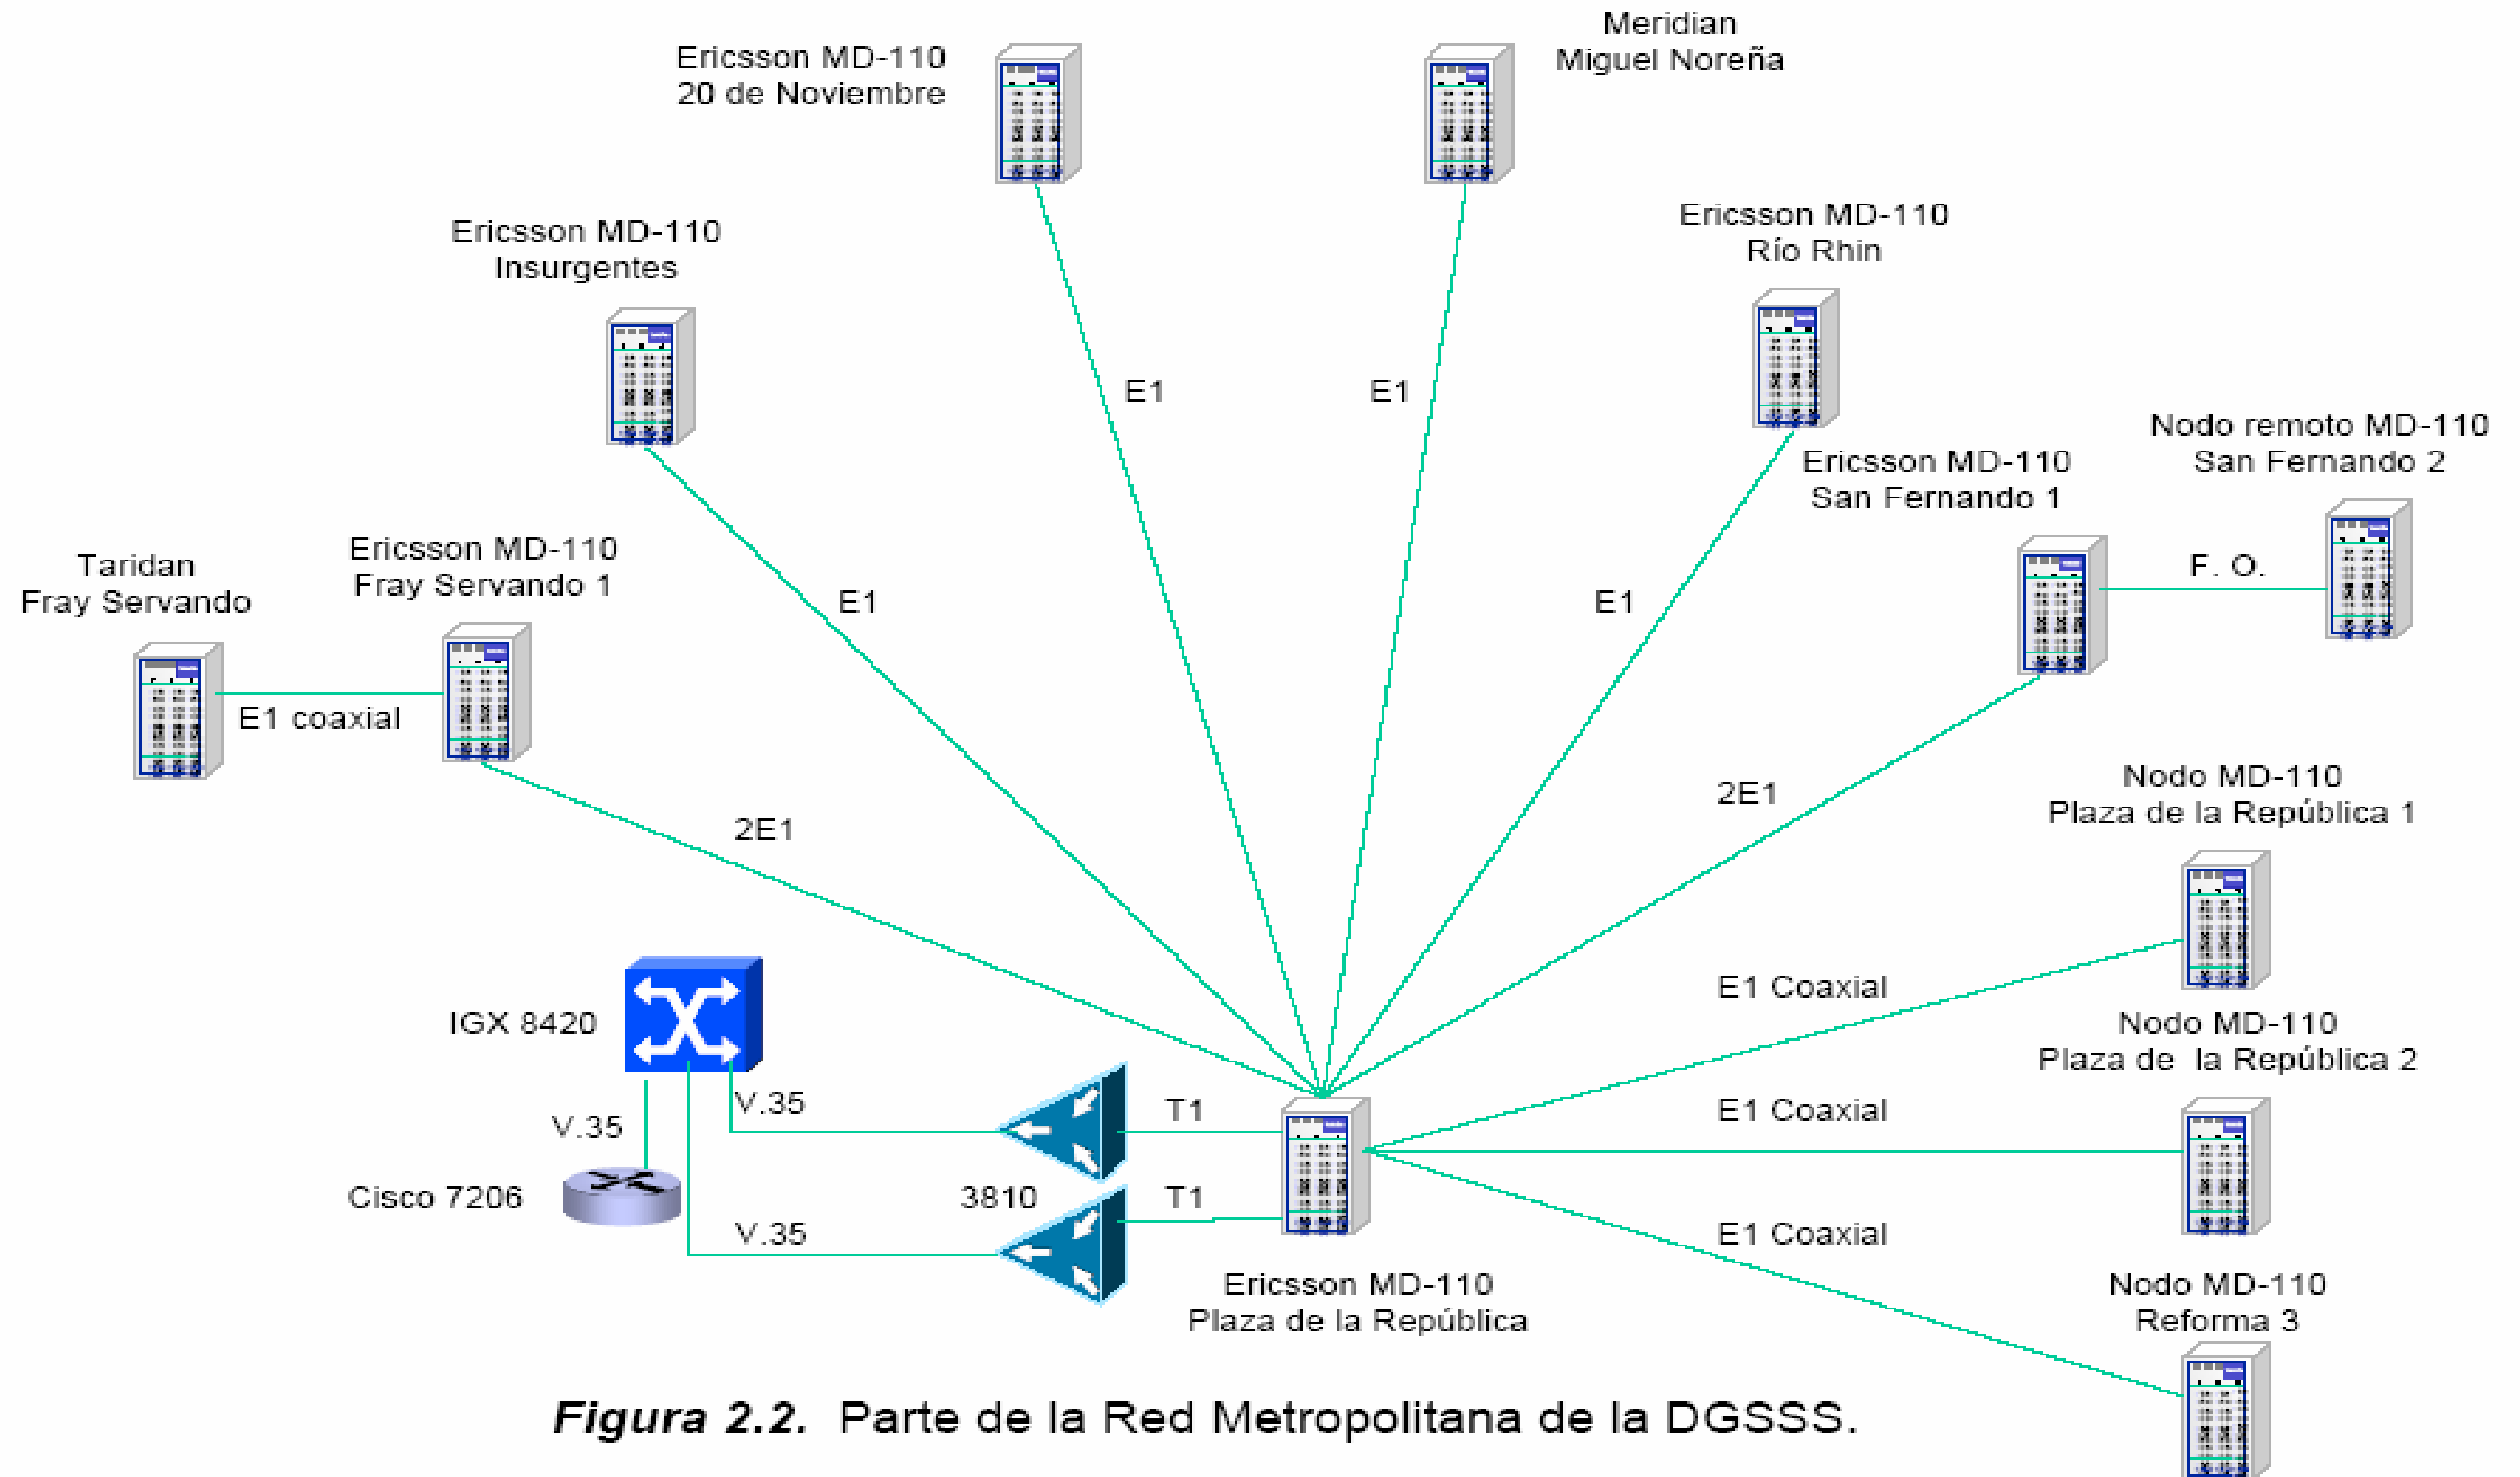 Meridian
Miguel Noreña
Ericsson MD-110
20 de Noviembre
Ericsson MD-110
Río Rhin
Ericsson MD-110
Insurgentes
E1
E1
Nodo remoto MD-110
San Fernando 2
Ericsson MD-110
San Fernando 1
F. O.
Ericsson MD-110
Fray Servando 1
Taridan
Fray Servando
E1
E1
E1 coaxial
2E1
2E1
Nodo MD-110
Plaza de la República 1
E1 Coaxial
IGX 8420
Nodo MD-110
Plaza de la República 2
V.35
T1
E1 Coaxial
V.35
Cisco 7206
3810
T1
V.35
E1 Coaxial
Ericsson MD-110
Plaza de la República
Nodo MD-110
Reforma 3
Figura 2.2. Parte de la Red Metropolitana de la DGSSS.